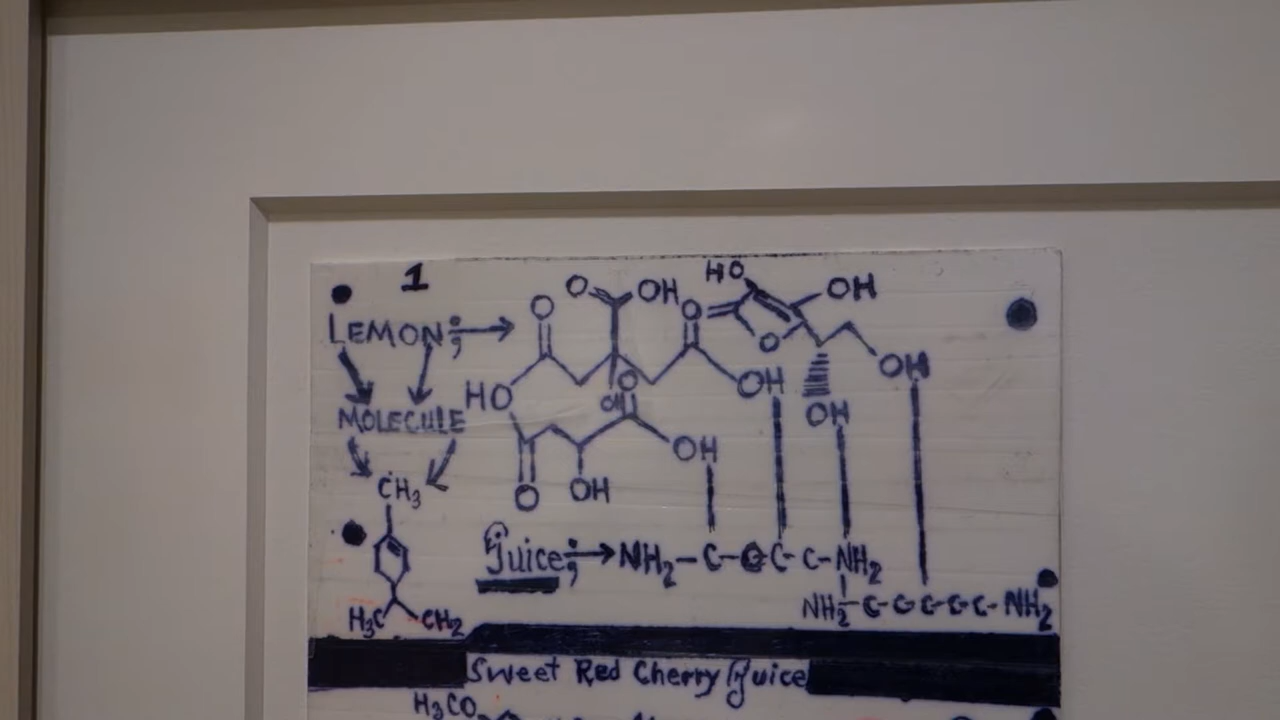 1
LEMON; →
MOLECULE
CH₃
H₃C CH₂
O O OH O HO OH
O
HO OH O OH
OH O OH
O OH OH
Juice; → NH₂-C-C-C-C-NH₂
NH₂-C-C-C-C-C-NH₂
Sweet Red Cherry Juice
H₃CO